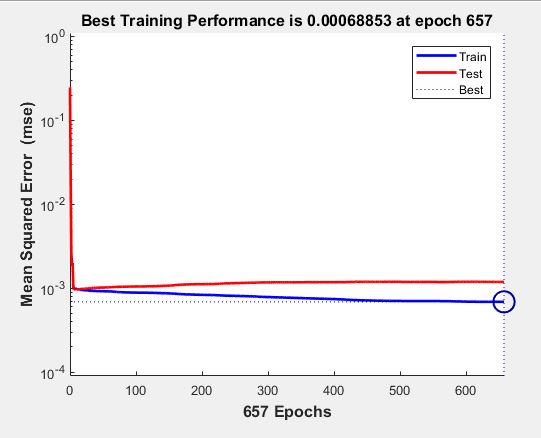 Best Training Performance is 0.00068853 at epoch 657
Train
Test
Best
Mean Squared Error (mse)
10^0
10^-1
10^-2
10^-3
10^-4
0
100
200
300
400
500
600
657 Epochs